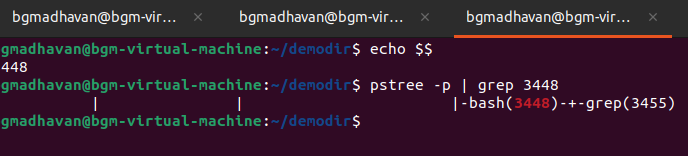 bgmadhavan@bgm-vir… × bgmadhavan@bgm-vir… × bgmadhavan@bgm-vir… ×
gmadhavan@bgm-virtual-machine:~/demodir$ echo $$
448
gmadhavan@bgm-virtual-machine:~/demodir$ pstree -p | grep 3448
| | |-bash(3448)-+-grep(3455)
gmadhavan@bgm-virtual-machine:~/demodir$